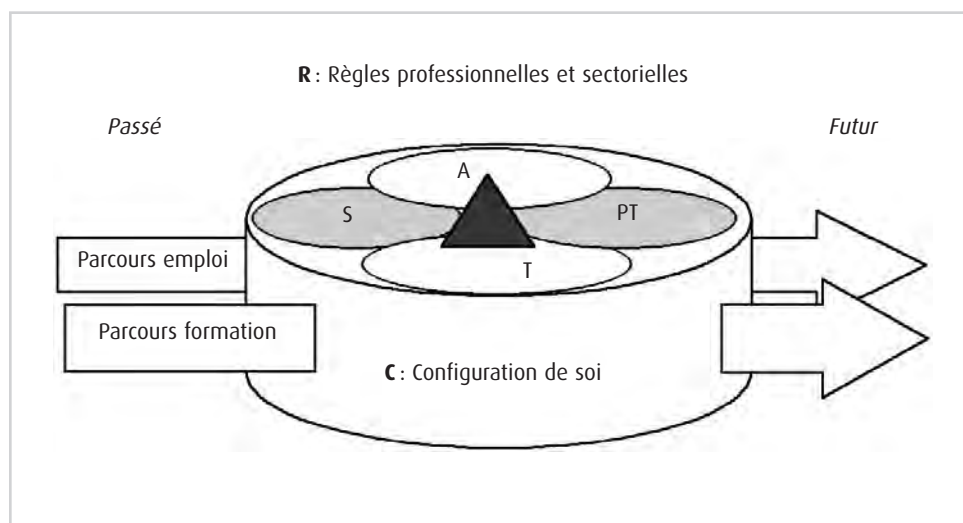 R : Règles professionnelles et sectorielles
Passé
Futur
A
S
PT
T
Parcours emploi
Parcours formation
C : Configuration de soi